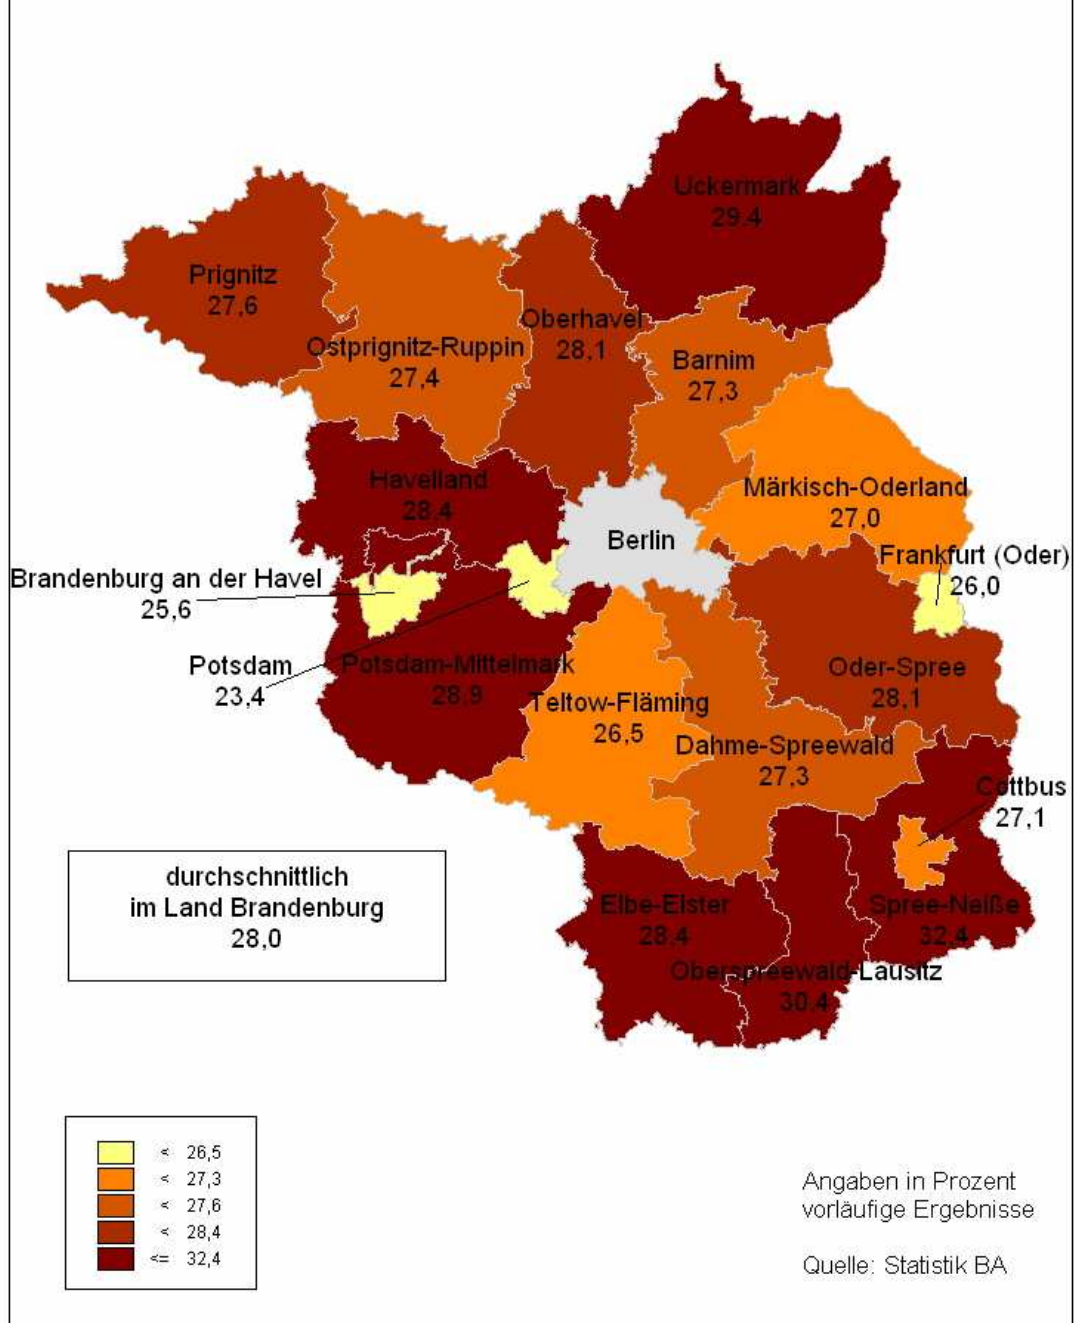 Uckermark
29.4
Prignitz
27,6
Oberhavel
28,1
Ostprignitz-Ruppin
27,4
Barnim
27,3
Havelland
28.4
Märkisch-Oderland
27,0
Berlin
Frankfurt (Oder)
26,0
Brandenburg an der Havel
25,6
Potsdam
23,4
Potsdam-Mittelmark
28,9
Oder-Spree
28,1
Teltow-Fläming
26,5
Dahme-Spreewald
27,3
Cottbus
27,1
durchschnittlich
im Land Brandenburg
28,0
Elbe-Elster
28,4
Spree-Neiße
32,4
Oberspreewald-Lausitz
30,4
< 26,5
< 27,3
< 27,6
< 28,4
<= 32,4
Angaben in Prozent
vorläufige Ergebnisse
Quelle: Statistik BA